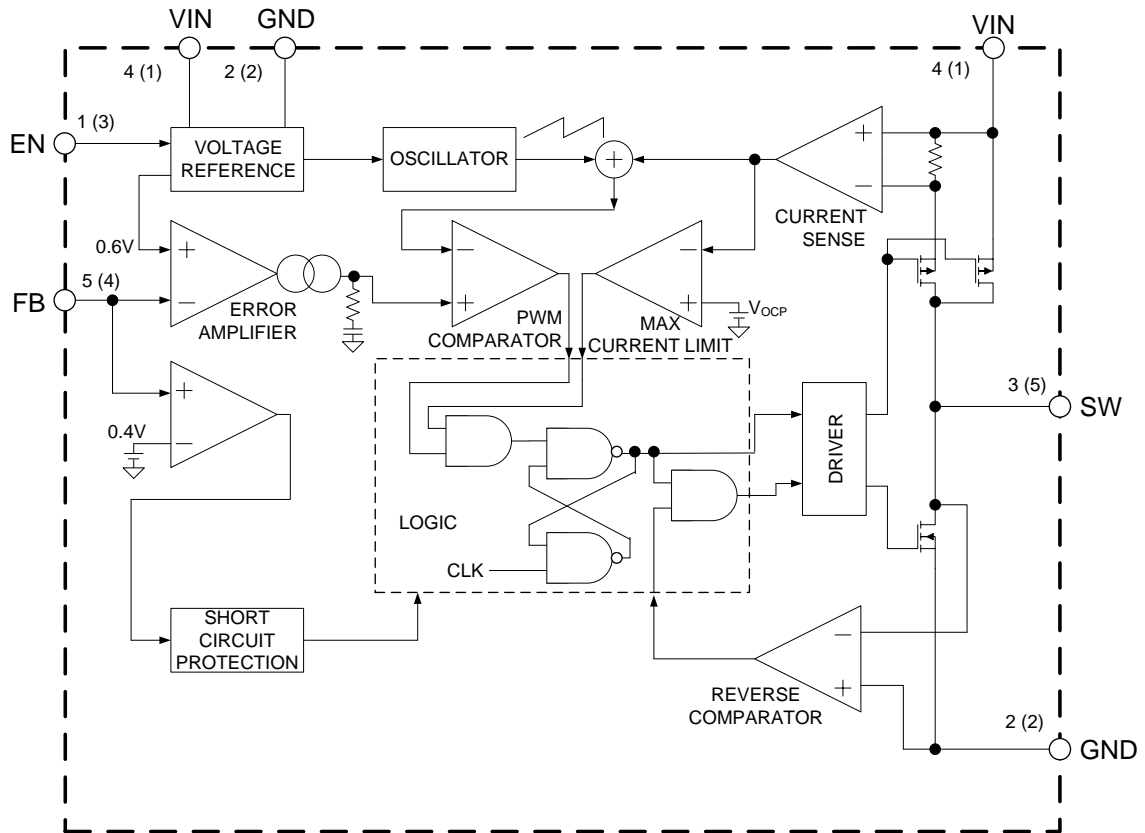 VIN
GND
VIN
4 (1)
2 (2)
4 (1)
EN
1 (3)
VOLTAGE
REFERENCE
OSCILLATOR
+
+
−
CURRENT
SENSE
0.6V
+
−
ERROR
AMPLIFIER
FB
5 (4)
−
+
PWM
COMPARATOR
−
+
MAX
CURRENT LIMIT
VOCP
+
−
0.4V
3 (5)
SW
DRIVER
LOGIC
CLK
SHORT
CIRCUIT
PROTECTION
−
+
REVERSE
COMPARATOR
2 (2)
GND